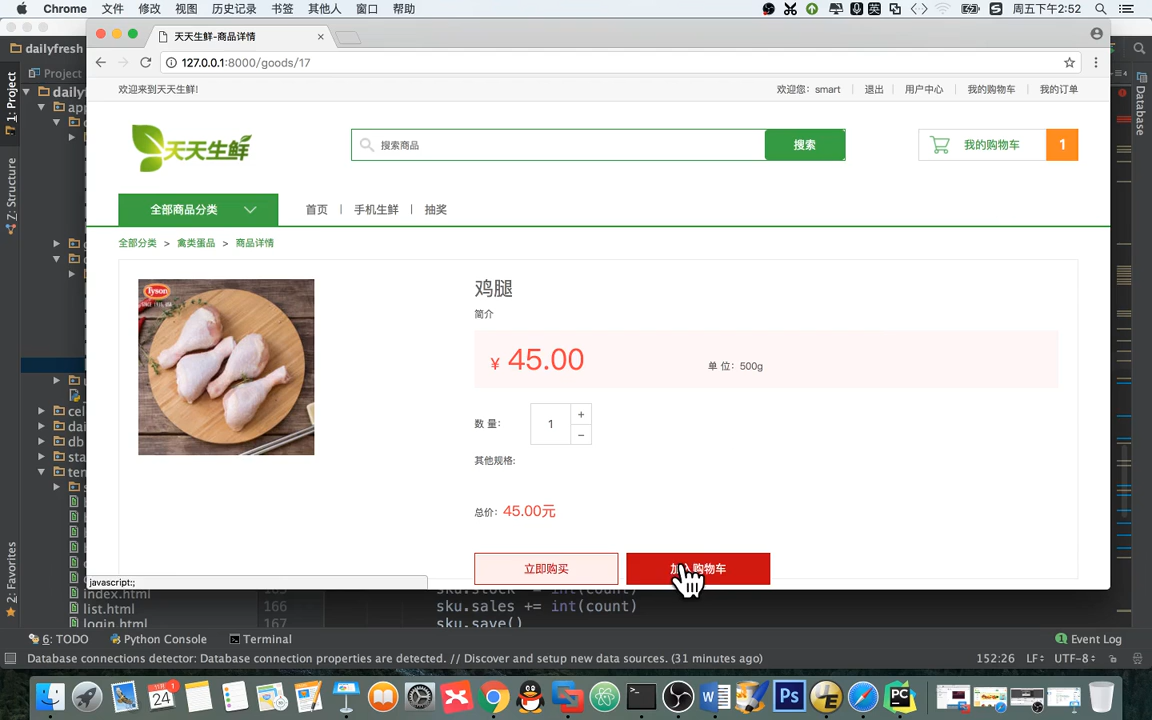 Chrome 文件 修改 视图 历史记录 书签 其他人 窗口 帮助 周五下午2:52
dailyfresh
天天生鲜-商品详情
127.0.0.1:8000/goods/17
Project
欢迎来到天天生鲜! 欢迎您：smart | 退出 | 用户中心 | 我的购物车 | 我的订单
1: Project
Z: Structure
2: Favorites
Database
天天生鲜
搜索商品 搜索
我的购物车 1
全部商品分类 首页 | 手机生鲜 | 抽奖
全部分类 > 禽类蛋品 > 商品详情
Tyson
鸡腿
简介
¥ 45.00 单 位：500g
数 量： 1 + −
其他规格:
总价：45.00元
立即购买 加入购物车
javascript:;
index.html
list.html
login.html
166
167
sku.sales += int(count)
sku.save()
6: TODO Python Console Terminal 1 Event Log
Database connections detector: Database connection properties are detected. // Discover and setup new data sources. (31 minutes ago) 152:26 LF UTF-8
24
1
Ps
PC